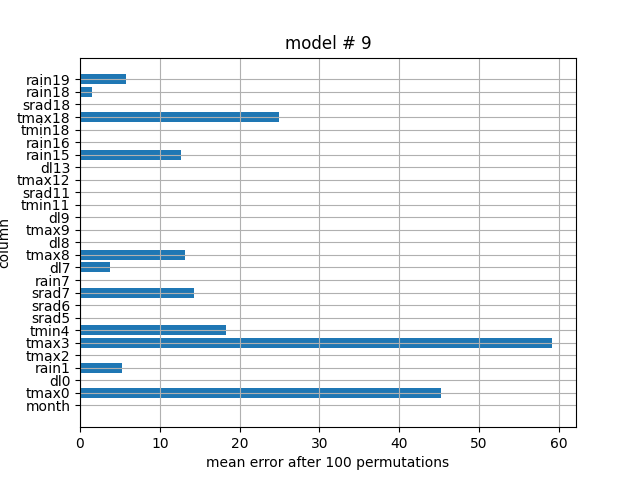 model # 9
rain19
rain18
srad18
tmax18
tmin18
rain16
rain15
dl13
tmax12
srad11
tmin11
dl9
tmax9
dl8
tmax8
dl7
rain7
srad7
srad6
srad5
tmin4
tmax3
tmax2
rain1
dl0
tmax0
month
column
0 10 20 30 40 50 60
mean error after 100 permutations